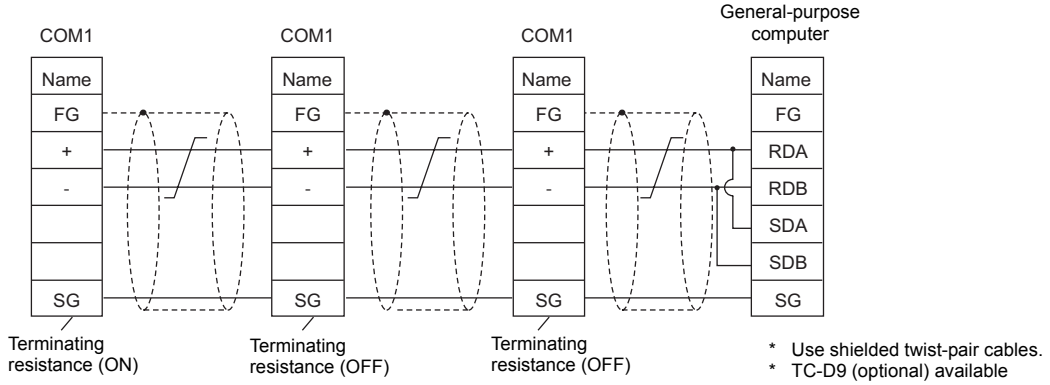 General-purpose
computer
COM1 COM1 COM1
Name Name Name Name
FG FG FG FG
+ + + RDA
- - - RDB
SDA
SDB
SG SG SG SG
Terminating
resistance (ON)
Terminating
resistance (OFF)
Terminating
resistance (OFF)
* Use shielded twist-pair cables.
* TC-D9 (optional) available